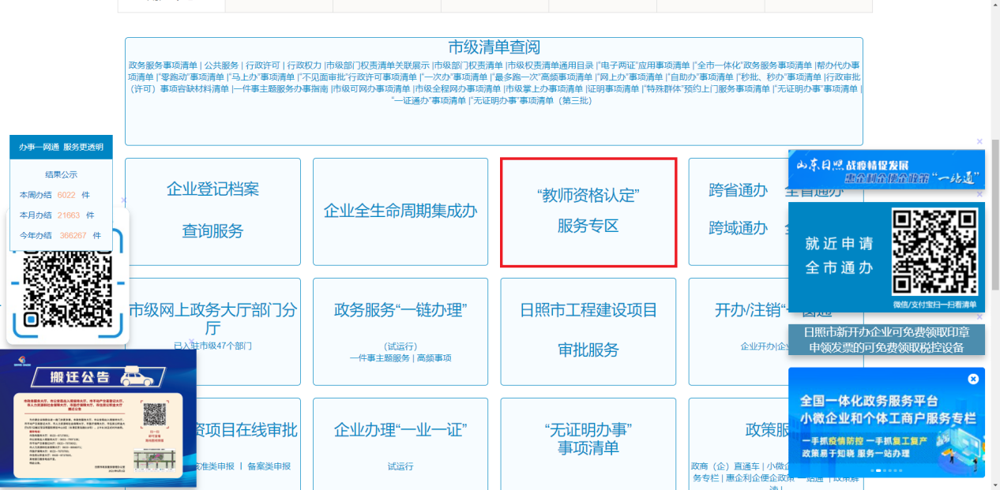 市级清单查阅
政务服务事项清单 | 公共服务 | 行政许可 | 行政权力 |市级部门权责清单关联展示 |市级部门权责清单 |市级权责清单通用目录 |“电子两证”应用事项清单 |“全市一体化”政务服务事项清单 |帮办代办事
项清单 |“零跑动”事项清单 |“马上办”事项清单 |“不见面审批”行政许可事项清单 |“一次办”事项清单 |“最多跑一次”高频事项清单 |“网上办”事项清单 |“自助办”事项清单 |“秒批、秒办”事项清单 |行政审批
（许可）事项容缺材料清单 |一件事主题服务办事指南 |市级可网办事项清单 |市级全程网办事项清单 |市级掌上办事项清单 |证明事项清单 |“特殊群体”预约上门服务事项清单 |“无证明办事”事项清单 |
“一证通办”事项清单 |“无证明办事”事项清单（第三批）
办事一网通 服务更透明
结果公示
本周办结 6022 件
本月办结 21663 件
今年办结 366267 件
企业登记档案
查询服务
企业全生命周期集成办
“教师资格认定”
服务专区
跨省通办 全省通办
跨域通办
山东日照战疫情促发展
惠企利企便企政策“一站通”
就近申请
全市通办
微信/支付宝扫一扫看清单
市级网上政务大厅部门分
厅
已入驻市级47个部门
政务服务“一链办理”
（试运行）
一件事主题服务 | 高频事项
日照市工程建设项目
审批服务
开办/注销“一窗通”
企业开办|企业
日照市新开办企业可免费领取印章
申领发票的可免费领取税控设备
搬迁公告
资项目在线审批
核准类申报 丨 备案类申报
企业办理“一业一证”
试运行
“无证明办事”
事项清单
政策服
政商（企）直通车 | 小微企
务专栏 | 惠企利企便企政策“一站通” | 政策解
读 |
全国一体化政务服务平台
小微企业和个体工商户服务专栏
一手抓疫情防控 一手抓复工复产
政策易于知晓 服务一站办理